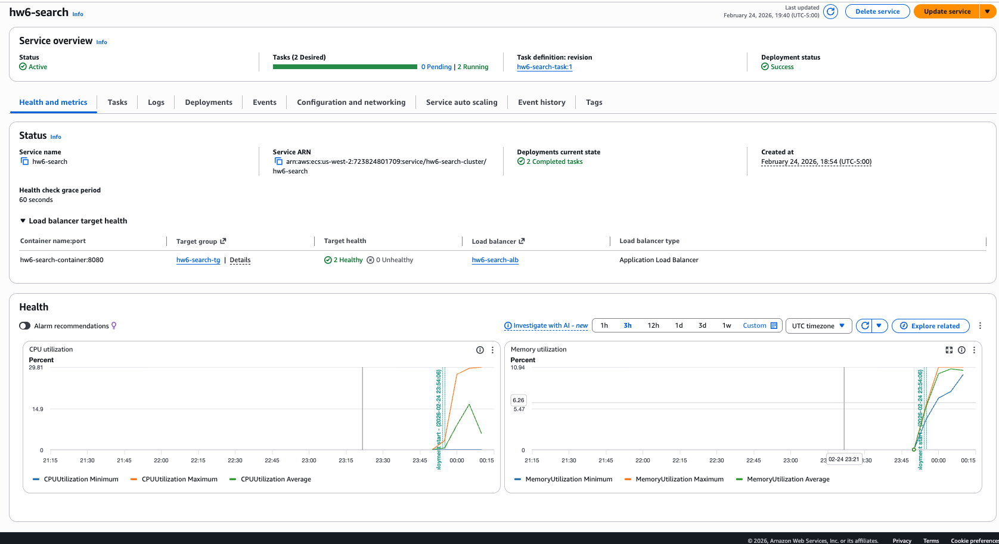 hw6-search Info
Last updated
February 24, 2026, 19:40 (UTC-5:00)
Delete service
Update service
Service overview Info
Status
Active
Tasks (2 Desired)
0 Pending | 2 Running
Task definition: revision
hw6-search-task:1
Deployment status
Success
Health and metrics
Tasks
Logs
Deployments
Events
Configuration and networking
Service auto scaling
Event history
Tags
Status Info
Service name
hw6-search
Service ARN
arn:aws:ecs:us-west-2:723824801709:service/hw6-search-cluster/
hw6-search
Deployments current state
2 Completed tasks
Created at
February 24, 2026, 18:54 (UTC-5:00)
Health check grace period
60 seconds
Load balancer target health
Container name:port
Target group
Target health
Load balancer
Load balancer type
hw6-search-container:8080
hw6-search-tg | Details
2 Healthy 0 Unhealthy
hw6-search-alb
Application Load Balancer
Health
Alarm recommendations
Investigate with AI - new
1h 3h 12h 1d 3d 1w Custom
UTC timezone
Explore related
CPU utilization
Percent
29.81
14.9
0
loyment start - (2026-02-24 23:54:06)
21:15 21:30 21:45 22:00 22:15 22:30 22:45 23:00 23:15 23:30 23:45 00:00 00:15
CPUUtilization Minimum CPUUtilization Maximum CPUUtilization Average
Memory utilization
Percent
10.94
6.26
5.47
0
loyment start - (2026-02-24 23:54:06)
21:15 21:30 21:45 22:00 22:15 22:30 22:45 23:00 23 02-24 23:21 :30 23:45 00:00 00:15
MemoryUtilization Minimum MemoryUtilization Maximum MemoryUtilization Average
© 2026, Amazon Web Services, Inc. or its affiliates. Privacy Terms Cookie preferences